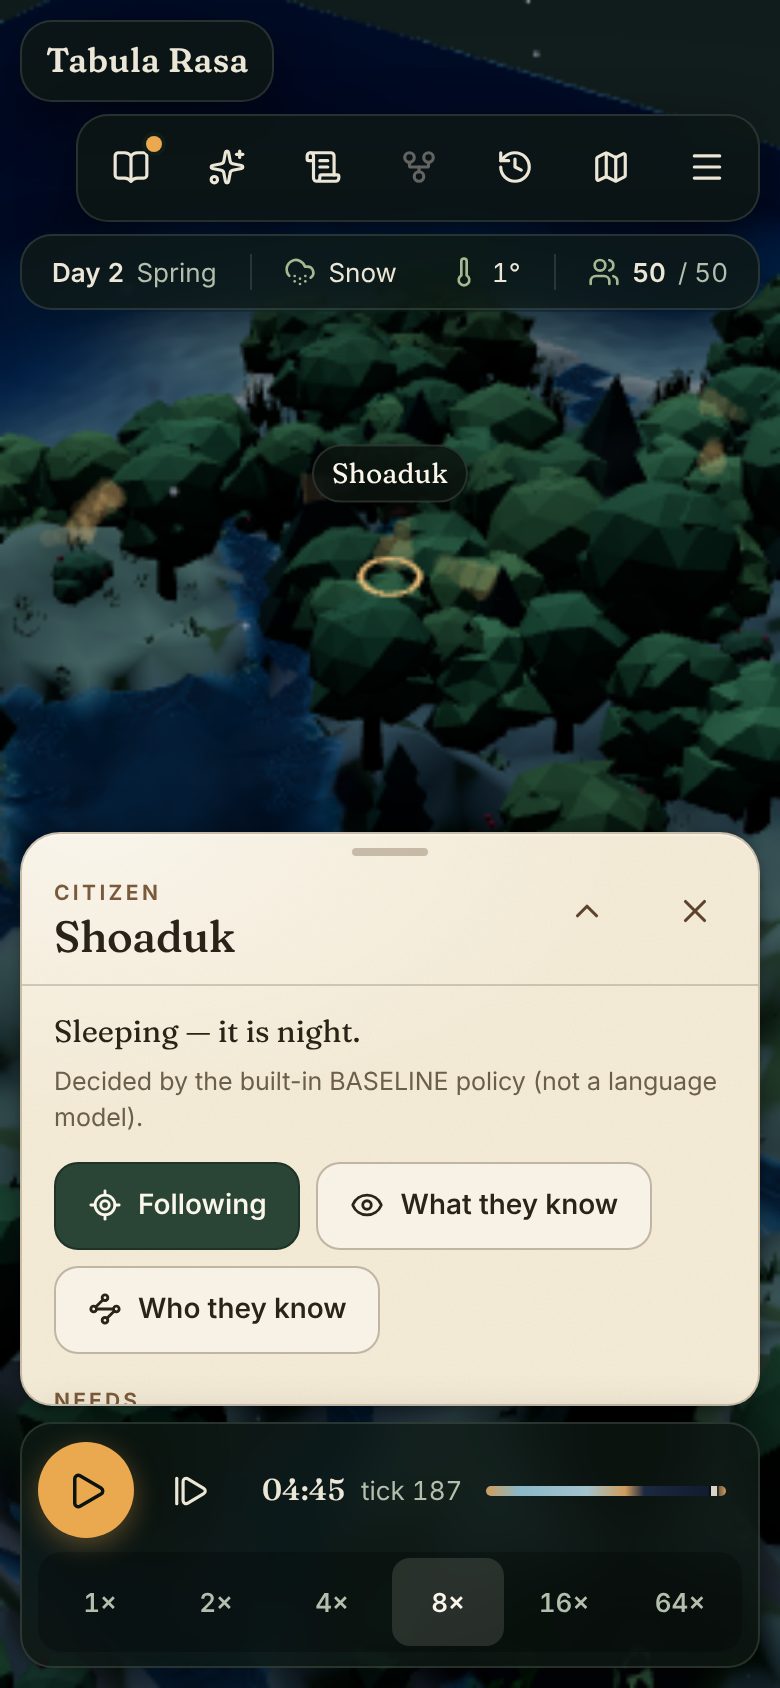 Tabula Rasa
Day 2 Spring Snow 1° 50 / 50
Shoaduk
CITIZEN
Shoaduk
Sleeping — it is night.
Decided by the built-in BASELINE policy (not a language
model).
Following What they know
Who they know
NEEDS
04:45 tick 187
1× 2× 4× 8× 16× 64×